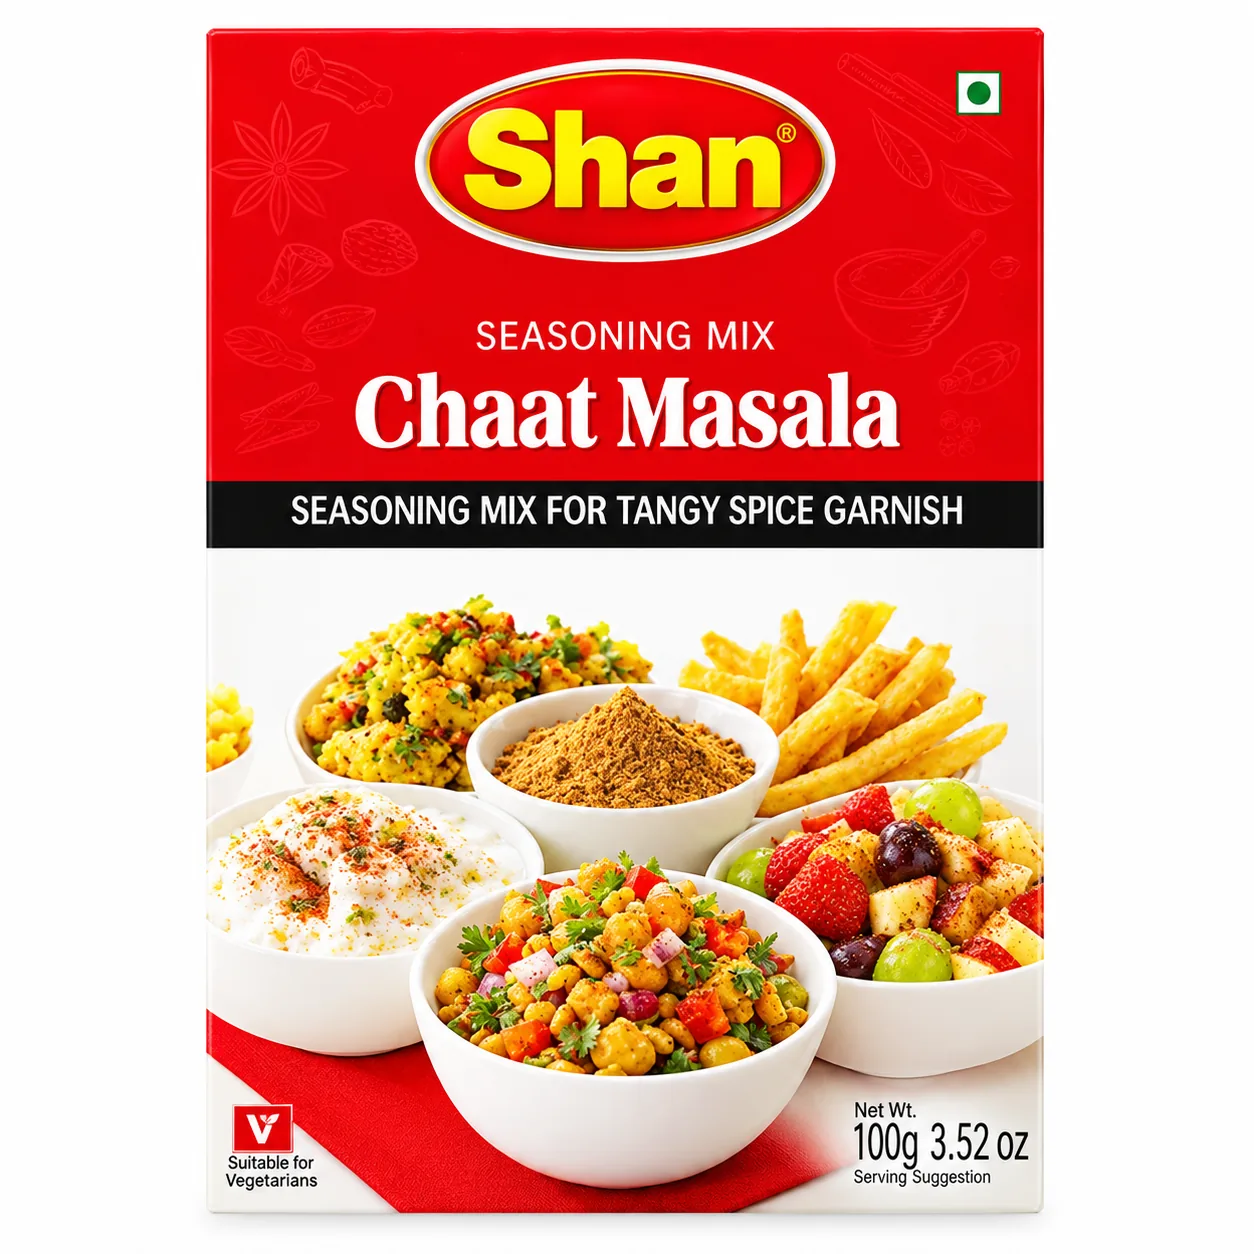 Shan®
SEASONING MIX
Chaat Masala
SEASONING MIX FOR TANGY SPICE GARNISH
V
Suitable for
Vegetarians
Net Wt.
100g 3.52 oz
Serving Suggestion